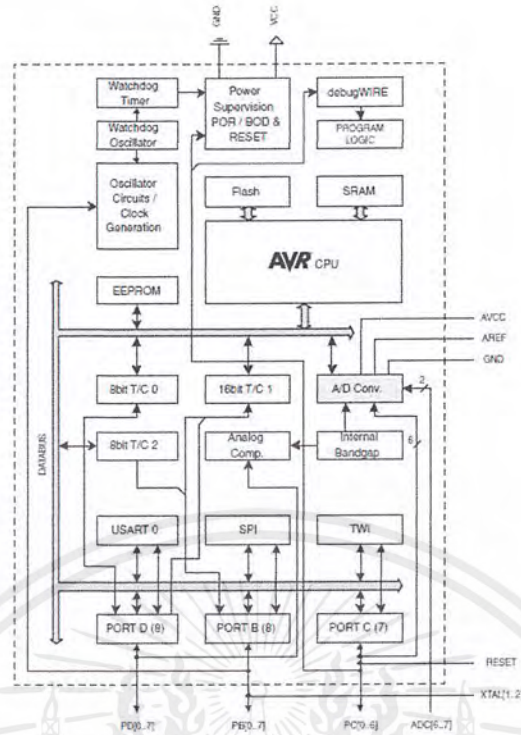 GND
VCC
Watchdog
Timer
Watchdog
Oscillator
Oscillator
Circuits /
Clock
Generation
Power
Supervision
POR / BOD &
RESET
debugWIRE
PROGRAM
LOGIC
Flash
SRAM
AVR CPU
EEPROM
AVCC
AREF
GND
8bit T/C 0
16bit T/C 1
A/D Conv.
2
8bit T/C 2
Analog
Comp.
Internal
Bandgap
6
DATABUS
USART 0
SPI
TWI
PORT D (8)
PORT B (8)
PORT C (7)
RESET
XTAL[1..2]
PD[0..7]
PB[0..7]
PC[0..6]
ADC[6..7]